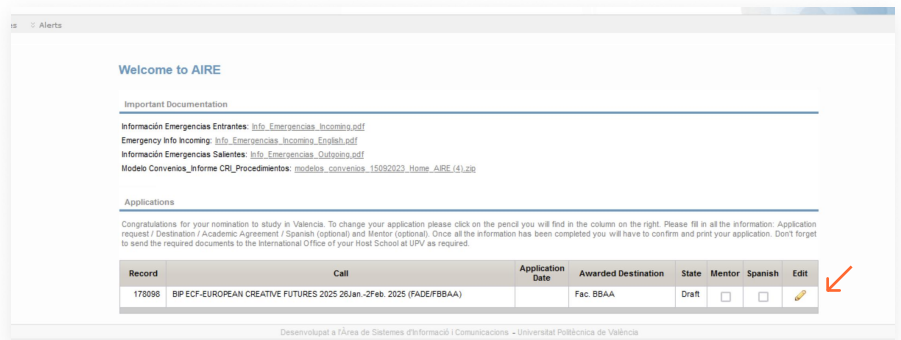 Alerts
Welcome to AIRE
Important Documentation
Información Emergencias Entrantes: Info_Emergencias_Incoming.pdf
Emergency Info Incoming: Info_Emergencias_Incoming_English.pdf
Información Emergencias Salientes: Info_Emergencias_Outgoing.pdf
Modelo Convenios_Informe CRI_Procedimientos: modelos_convenios_15092023_Home_AIRE (4).zip
Applications
Congratulations for your nomination to study in Valencia. To change your application please click on the pencil you will find in the column on the right. Please fill in all the information: Application
request / Destination / Academic Agreement / Spanish (optional) and Mentor (optional). Once all the information has been completed you will have to confirm and print your application. Don't forget
to send the required documents to the International Office of your Host School at UPV as required.
Record Call Application Date Awarded Destination State Mentor Spanish Edit
178098 BIP ECF-EUROPEAN CREATIVE FUTURES 2025 26Jan.-2Feb. 2025 (FADE/FBBAA) Fac. BBAA Draft
Desenvolupat a l'Àrea de Sistemes d'Informació i Comunicacions - Universitat Politècnica de València